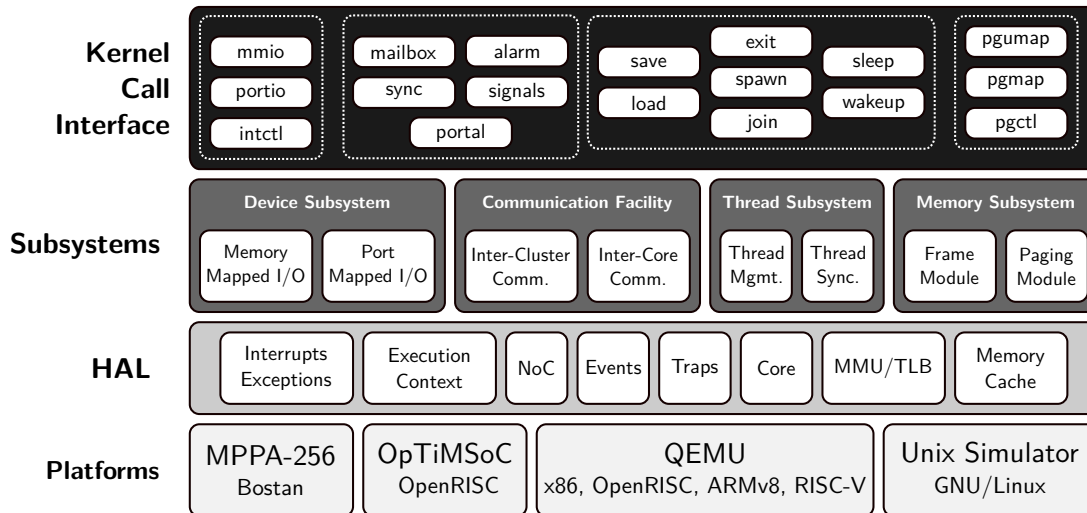 Kernel
Call
Interface
mmio
portio
intctl
mailbox
alarm
sync
signals
portal
save
load
exit
spawn
join
sleep
wakeup
pgumap
pgmap
pgctl
Subsystems
Device Subsystem
Memory
Mapped I/O
Port
Mapped I/O
Communication Facility
Inter-Cluster
Comm.
Inter-Core
Comm.
Thread Subsystem
Thread
Mgmt.
Thread
Sync.
Memory Subsystem
Frame
Module
Paging
Module
HAL
Interrupts
Exceptions
Execution
Context
NoC
Events
Traps
Core
MMU/TLB
Memory
Cache
Platforms
MPPA-256
Bostan
OpTiMSoC
OpenRISC
QEMU
x86, OpenRISC, ARMv8, RISC-V
Unix Simulator
GNU/Linux